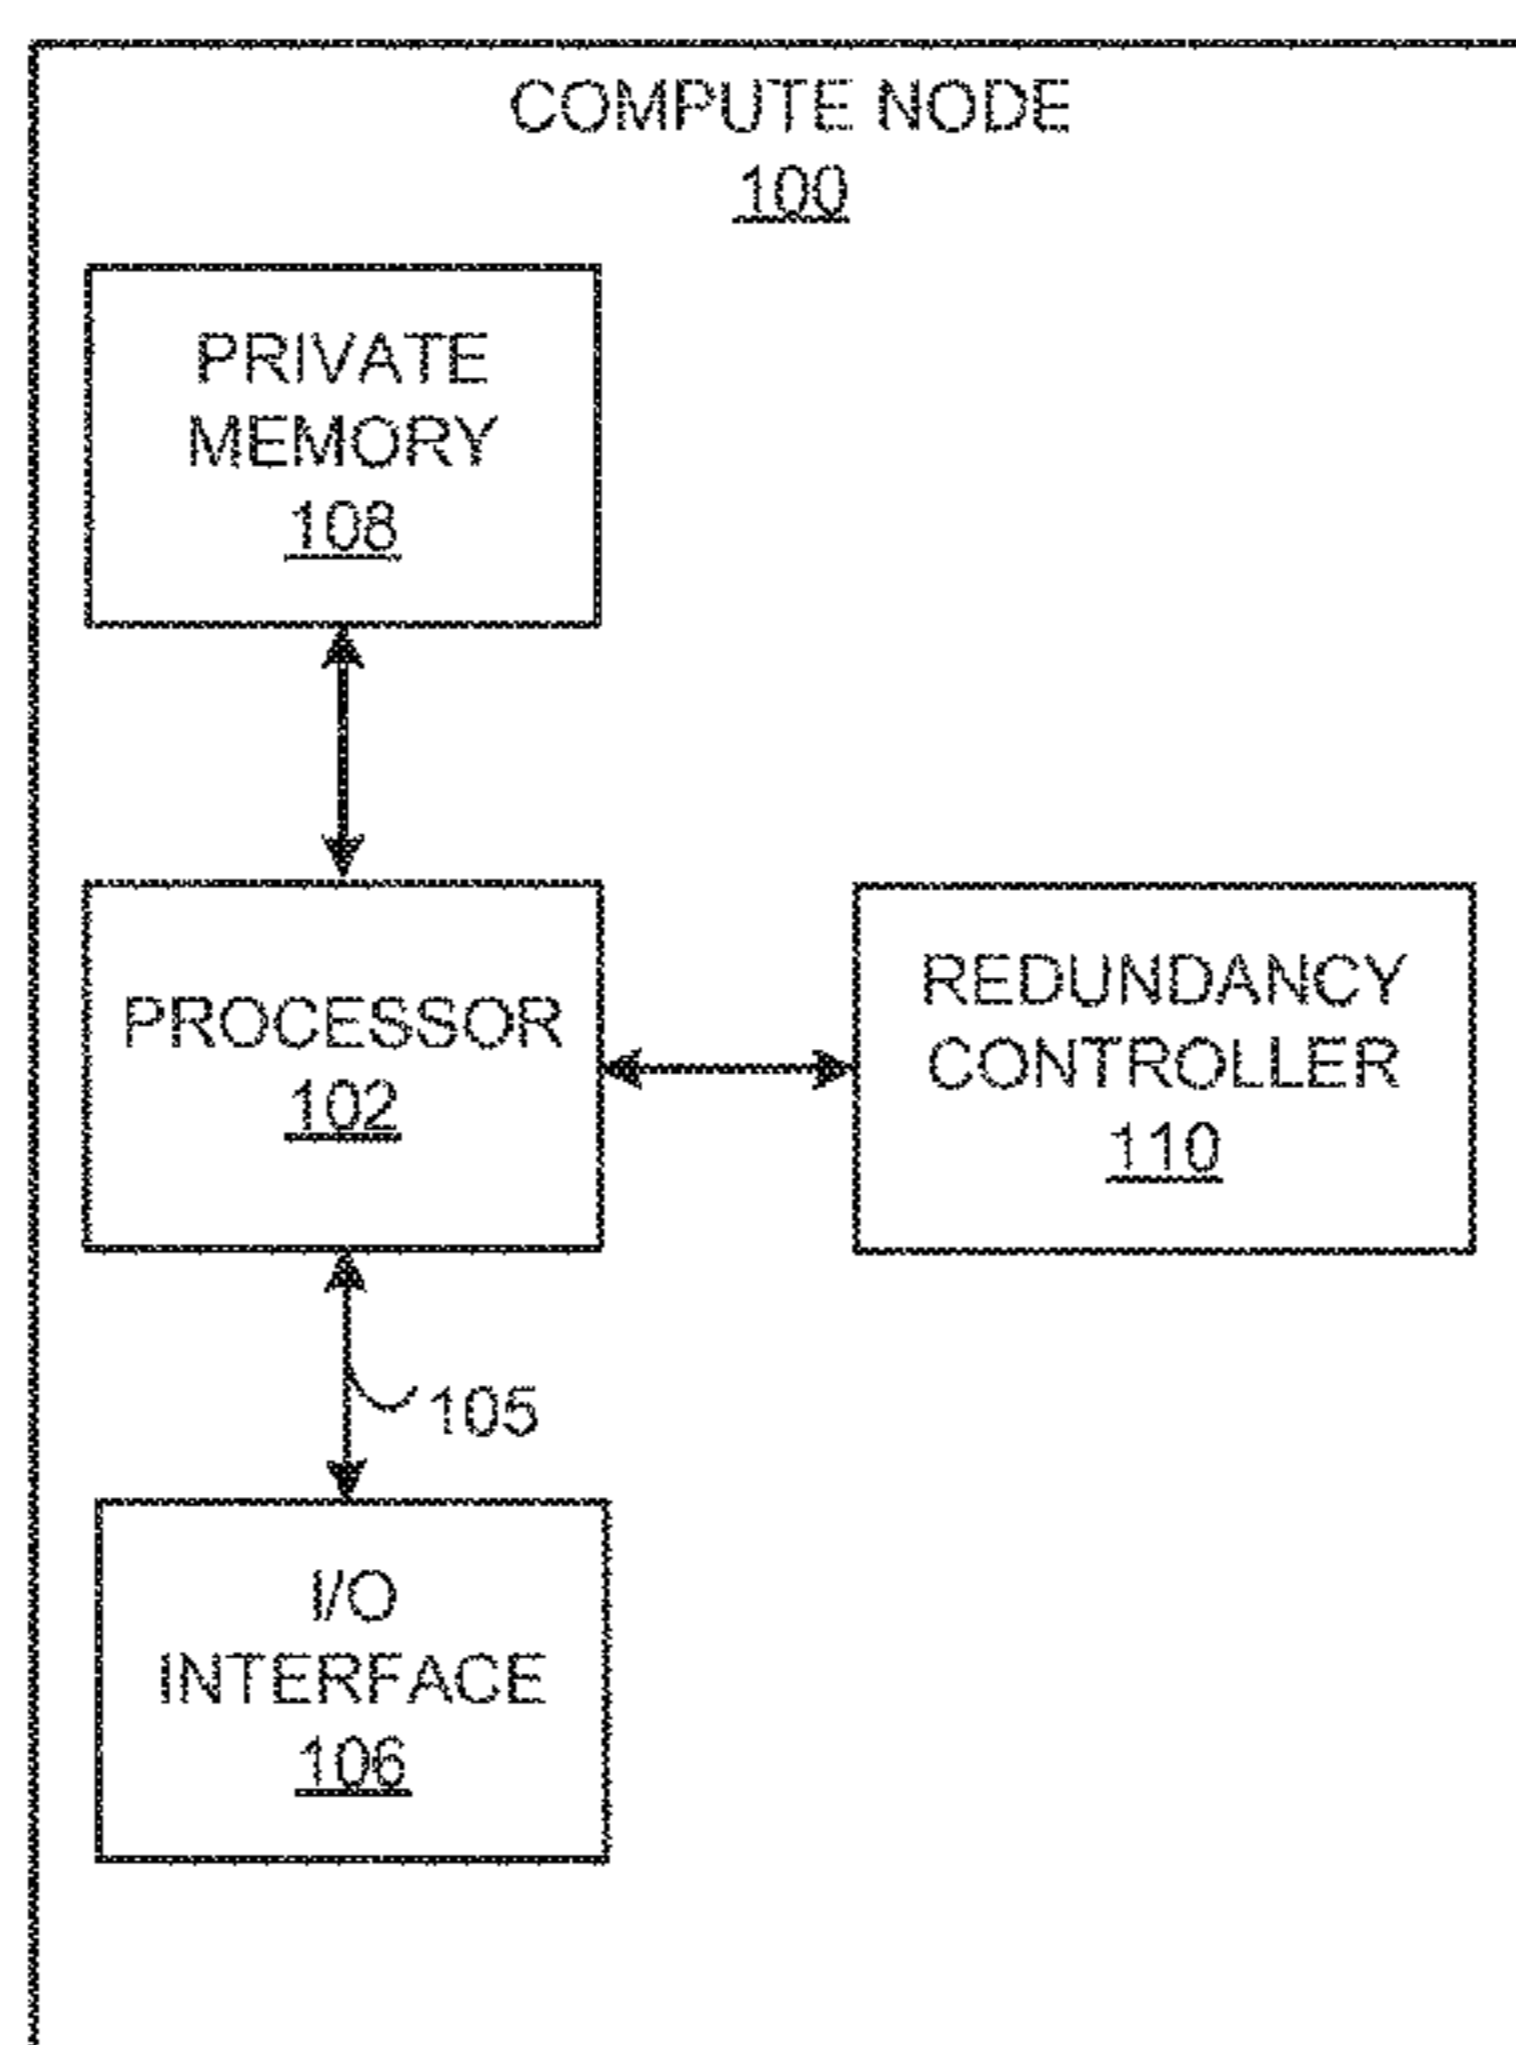 COMPUTE NODE
100
PRIVATE
MEMORY
108
PROCESSOR
102
REDUNDANCY
CONTROLLER
110
105
I/O
INTERFACE
106